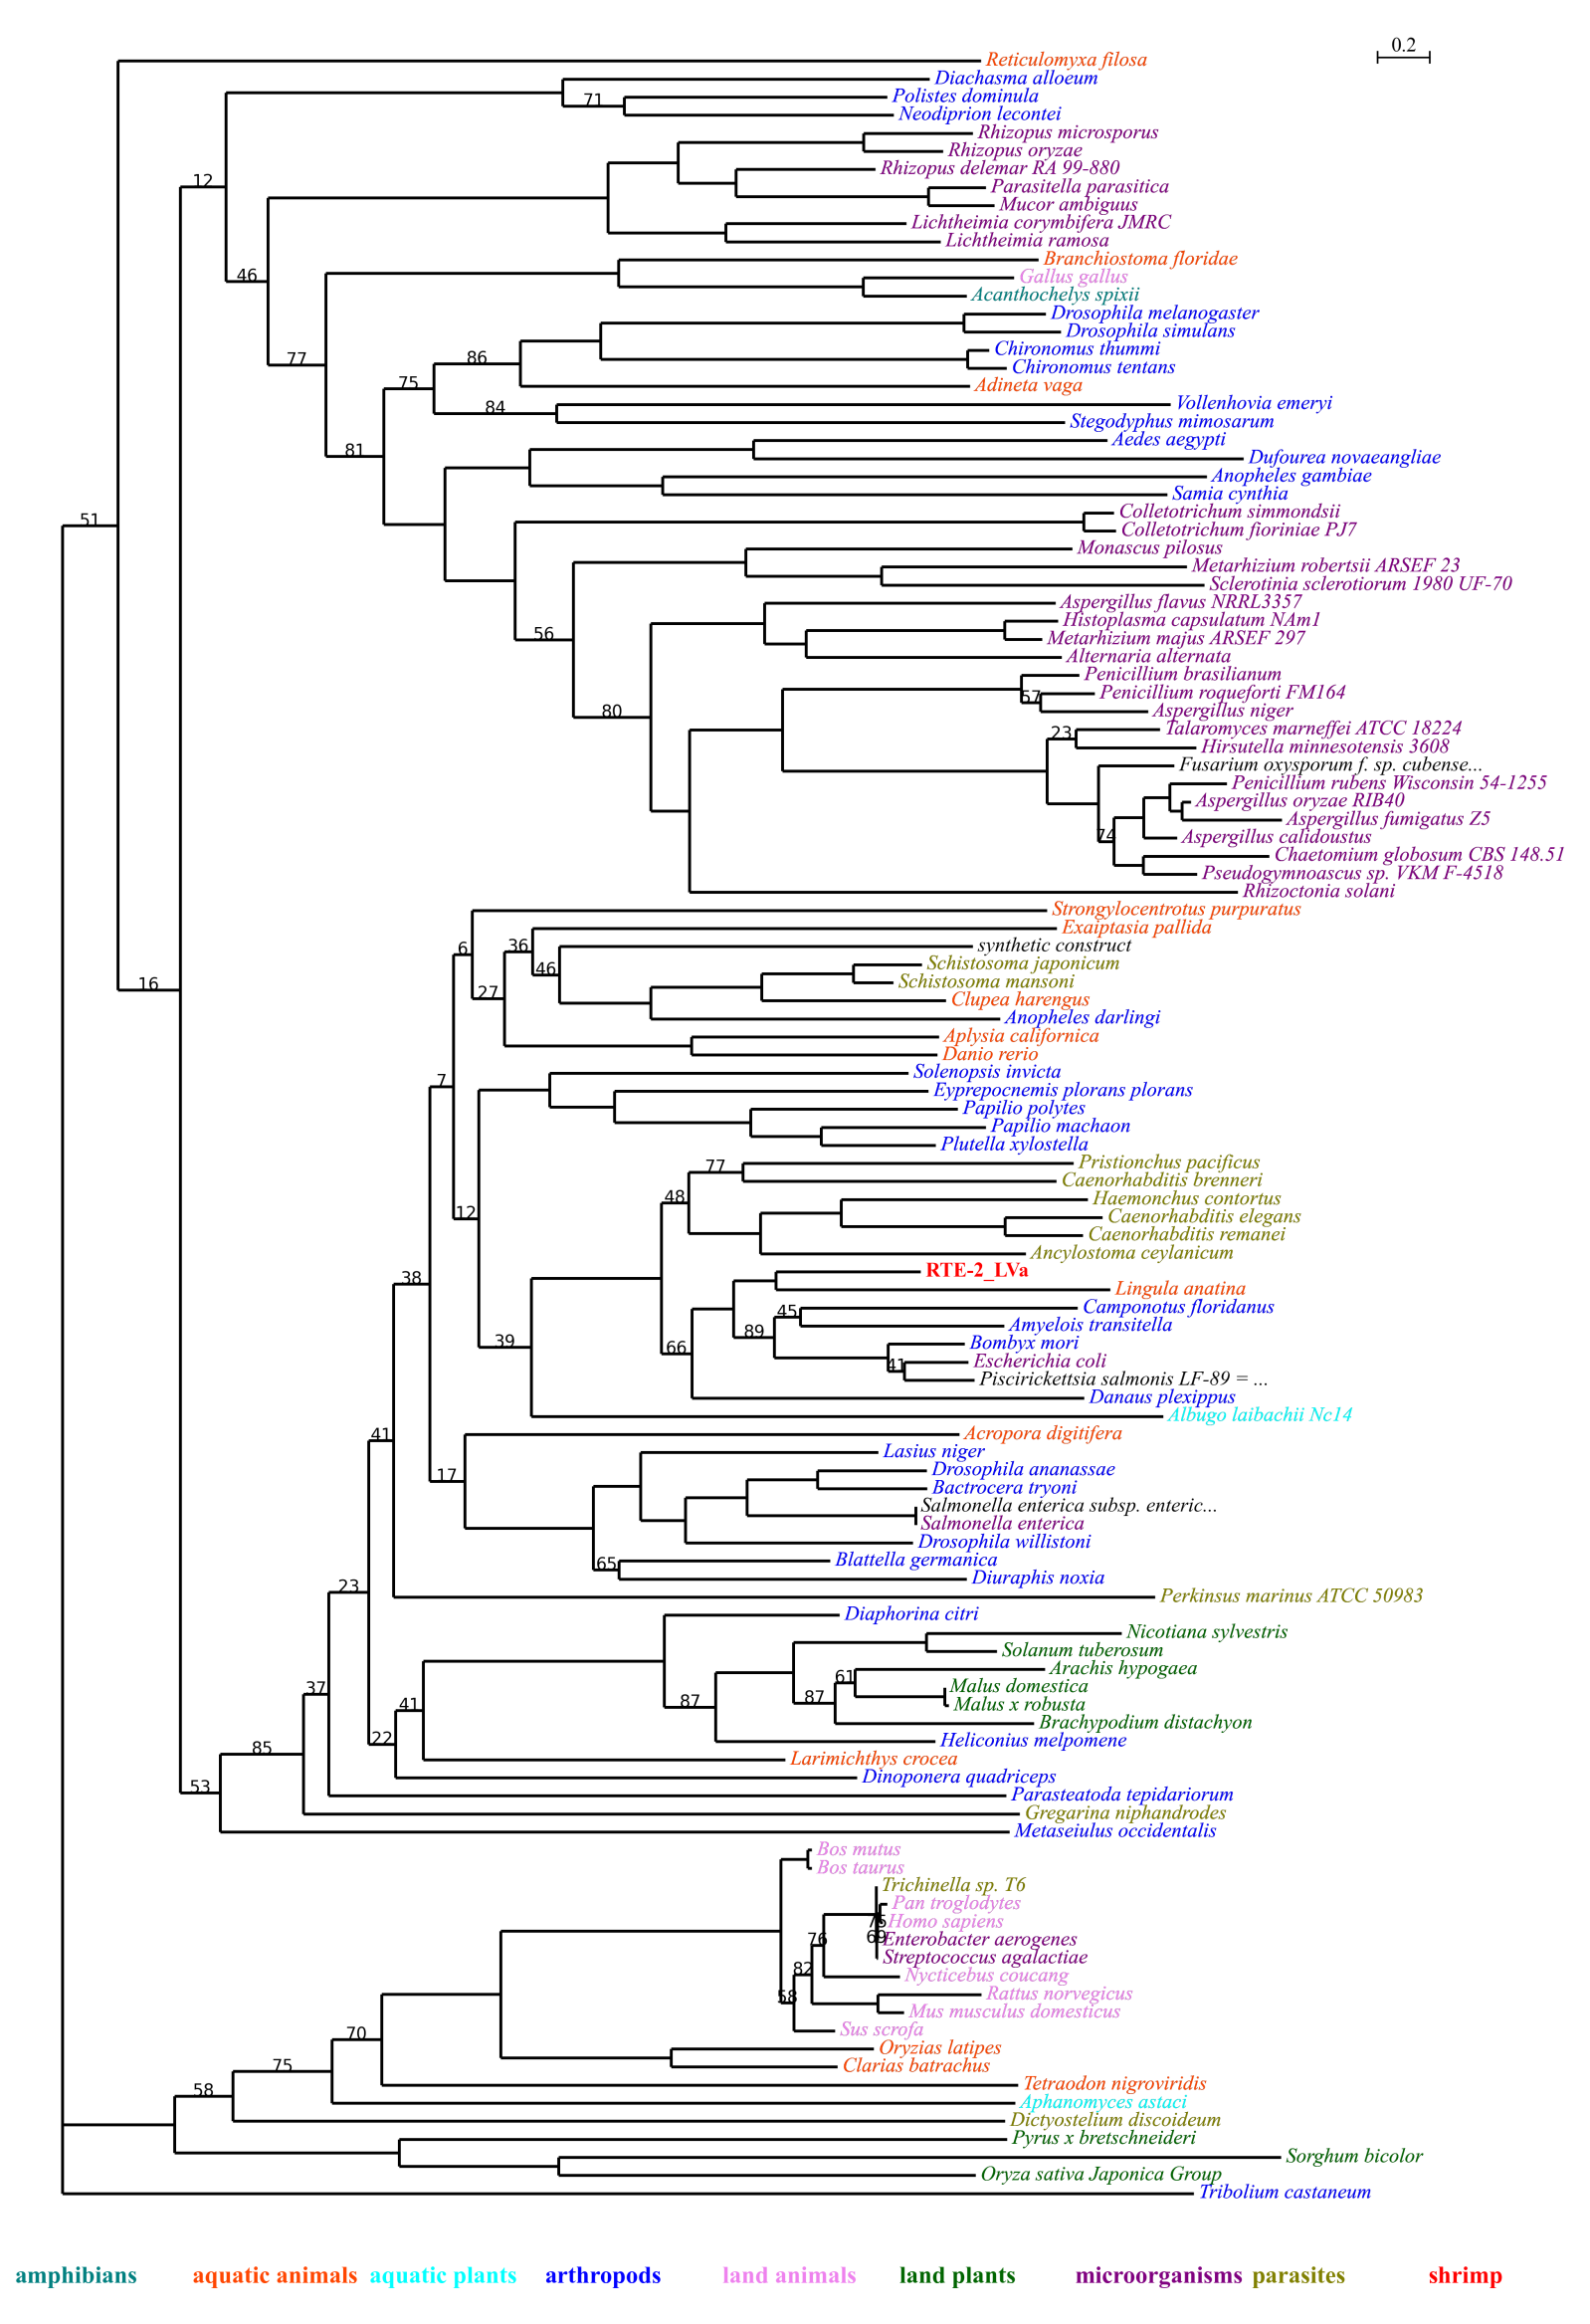 0.2
Reticulomyxa filosa
Diachasma alloeum
71 Polistes dominula
Neodiprion lecontei
Rhizopus microsporus
Rhizopus oryzae
Rhizopus delemar RA 99-880
12 Parasitella parasitica
Mucor ambiguus
Lichtheimia corymbifera JMRC
Lichtheimia ramosa
Branchiostoma floridae
46 Gallus gallus
Acanthochelys spixii
Drosophila melanogaster
Drosophila simulans
Chironomus thummi
77 86 Chironomus tentans
75 Adineta vaga
84 Vollenhovia emeryi
Stegodyphus mimosarum
Aedes aegypti
81 Dufourea novaeangliae
Anopheles gambiae
Samia cynthia
Colletotrichum simmondsii
51 Colletotrichum fioriniae PJ7
Monascus pilosus
Metarhizium robertsii ARSEF 23
Sclerotinia sclerotiorum 1980 UF-70
Aspergillus flavus NRRL3357
Histoplasma capsulatum NAm1
56 Metarhizium majus ARSEF 297
Alternaria alternata
Penicillium brasilianum
57 Penicillium roqueforti FM164
80 Aspergillus niger
23 Talaromyces marneffei ATCC 18224
Hirsutella minnesotensis 3608
Fusarium oxysporum f. sp. cubense...
Penicillium rubens Wisconsin 54-1255
Aspergillus oryzae RIB40
Aspergillus fumigatus Z5
74 Aspergillus calidoustus
Chaetomium globosum CBS 148.51
Pseudogymnoascus sp. VKM F-4518
Rhizoctonia solani
Strongylocentrotus purpuratus
Exaiptasia pallida
6 36 synthetic construct
46 Schistosoma japonicum
16 27 Schistosoma mansoni
Clupea harengus
Anopheles darlingi
Aplysia californica
Danio rerio
7 Solenopsis invicta
Eyprepocnemis plorans plorans
Papilio polytes
Papilio machaon
Plutella xylostella
77 Pristionchus pacificus
Caenorhabditis brenneri
48 Haemonchus contortus
12 Caenorhabditis elegans
Caenorhabditis remanei
Ancylostoma ceylanicum
38 RTE-2_LVa
Lingula anatina
45 Camponotus floridanus
89 Amyelois transitella
39 66 Bombyx mori
41 Escherichia coli
Piscirickettsia salmonis LF-89 = ...
Danaus plexippus
Albugo laibachii Nc14
41 Acropora digitifera
Lasius niger
17 Drosophila ananassae
Bactrocera tryoni
Salmonella enterica subsp. enteric...
Salmonella enterica
Drosophila willistoni
65 Blattella germanica
23 Diuraphis noxia
Perkinsus marinus ATCC 50983
Diaphorina citri
Nicotiana sylvestris
Solanum tuberosum
61 Arachis hypogaea
37 Malus domestica
41 87 87 Malus x robusta
Brachypodium distachyon
85 22 Heliconius melpomene
Larimichthys crocea
53 Dinoponera quadriceps
Parasteatoda tepidariorum
Gregarina niphandrodes
Metaseiulus occidentalis
Bos mutus
Bos taurus
Trichinella sp. T6
Pan troglodytes
75 Homo sapiens
76 69 Enterobacter aerogenes
Streptococcus agalactiae
82 Nycticebus coucang
58 Rattus norvegicus
Mus musculus domesticus
70 Sus scrofa
Oryzias latipes
75 Clarias batrachus
58 Tetraodon nigroviridis
Aphanomyces astaci
Dictyostelium discoideum
Pyrus x bretschneideri
Sorghum bicolor
Oryza sativa Japonica Group
Tribolium castaneum
amphibians aquatic animals aquatic plants arthropods land animals land plants microorganisms parasites shrimp